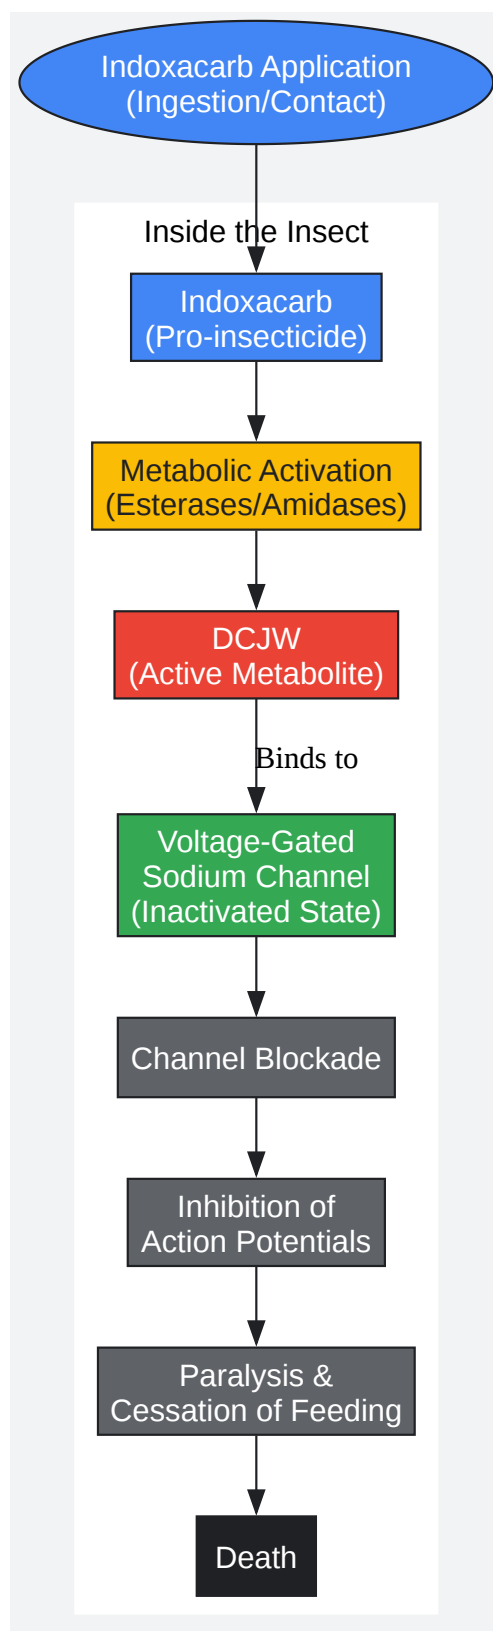 Indoxacarb Application
(Ingestion/Contact)
Inside the Insect
Indoxacarb
(Pro-insecticide)
Metabolic Activation
(Esterases/Amidases)
DCJW
(Active Metabolite)
Binds to
Voltage-Gated
Sodium Channel
(Inactivated State)
Channel Blockade
Inhibition of
Action Potentials
Paralysis &
Cessation of Feeding
Death